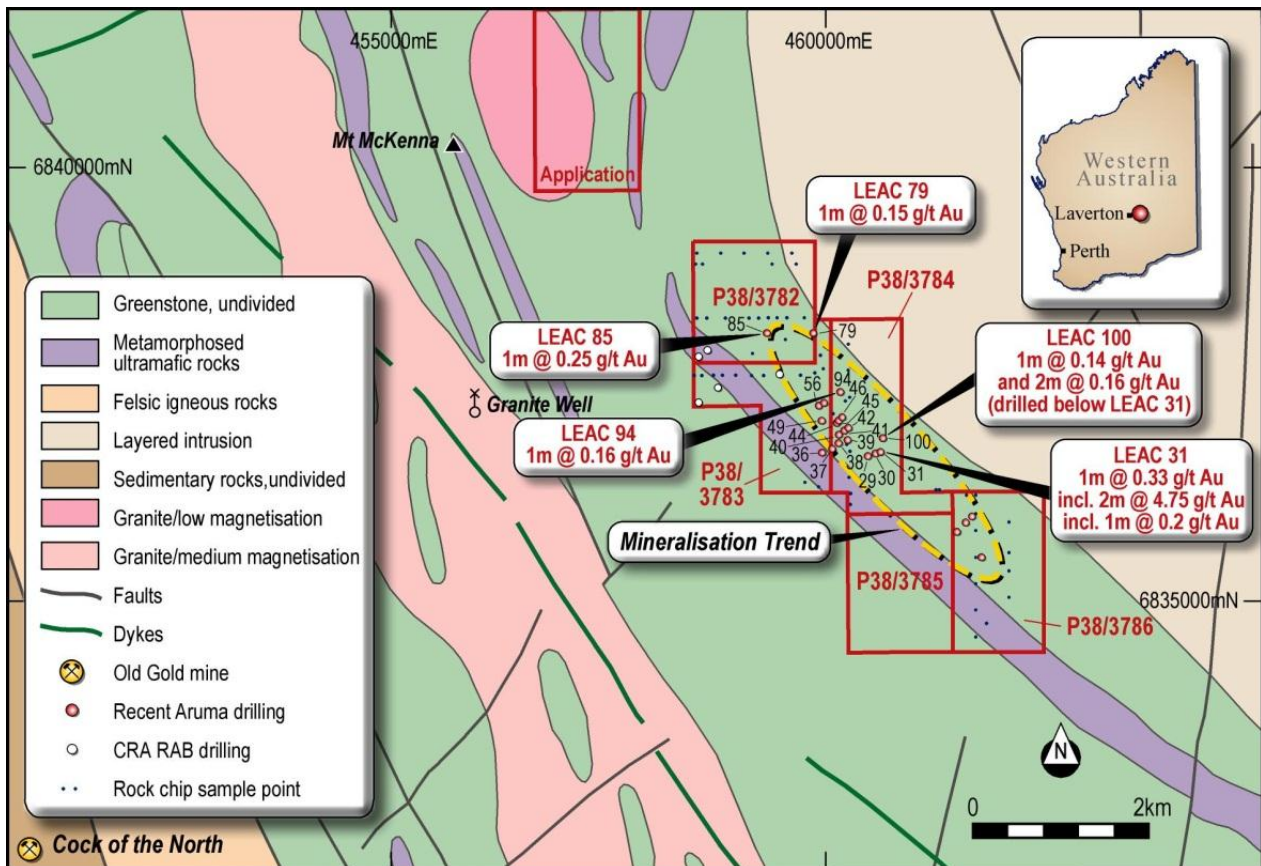 455000mE
460000mE
Mt McKenna
6840000mN
Application
Western
Australia
Laverton
Perth
LEAC 79
1m @ 0.15 g/t Au
P38/3782
P38/3784
85
79
LEAC 85
1m @ 0.25 g/t Au
LEAC 100
1m @ 0.14 g/t Au
and 2m @ 0.16 g/t Au
(drilled below LEAC 31)
Granite Well
56
94
46
45
42
49
44
40
36
37
41
39
100
38
29
30
31
LEAC 94
1m @ 0.16 g/t Au
P38/
3783
LEAC 31
1m @ 0.33 g/t Au
incl. 2m @ 4.75 g/t Au
incl. 1m @ 0.2 g/t Au
Mineralisation Trend
P38/3785
6835000mN
P38/3786
Greenstone, undivided
Metamorphosed
ultramafic rocks
Felsic igneous rocks
Layered intrusion
Sedimentary rocks,undivided
Granite/low magnetisation
Granite/medium magnetisation
Faults
Dykes
Old Gold mine
Recent Aruma drilling
CRA RAB drilling
Rock chip sample point
N
0
2km
Cock of the North